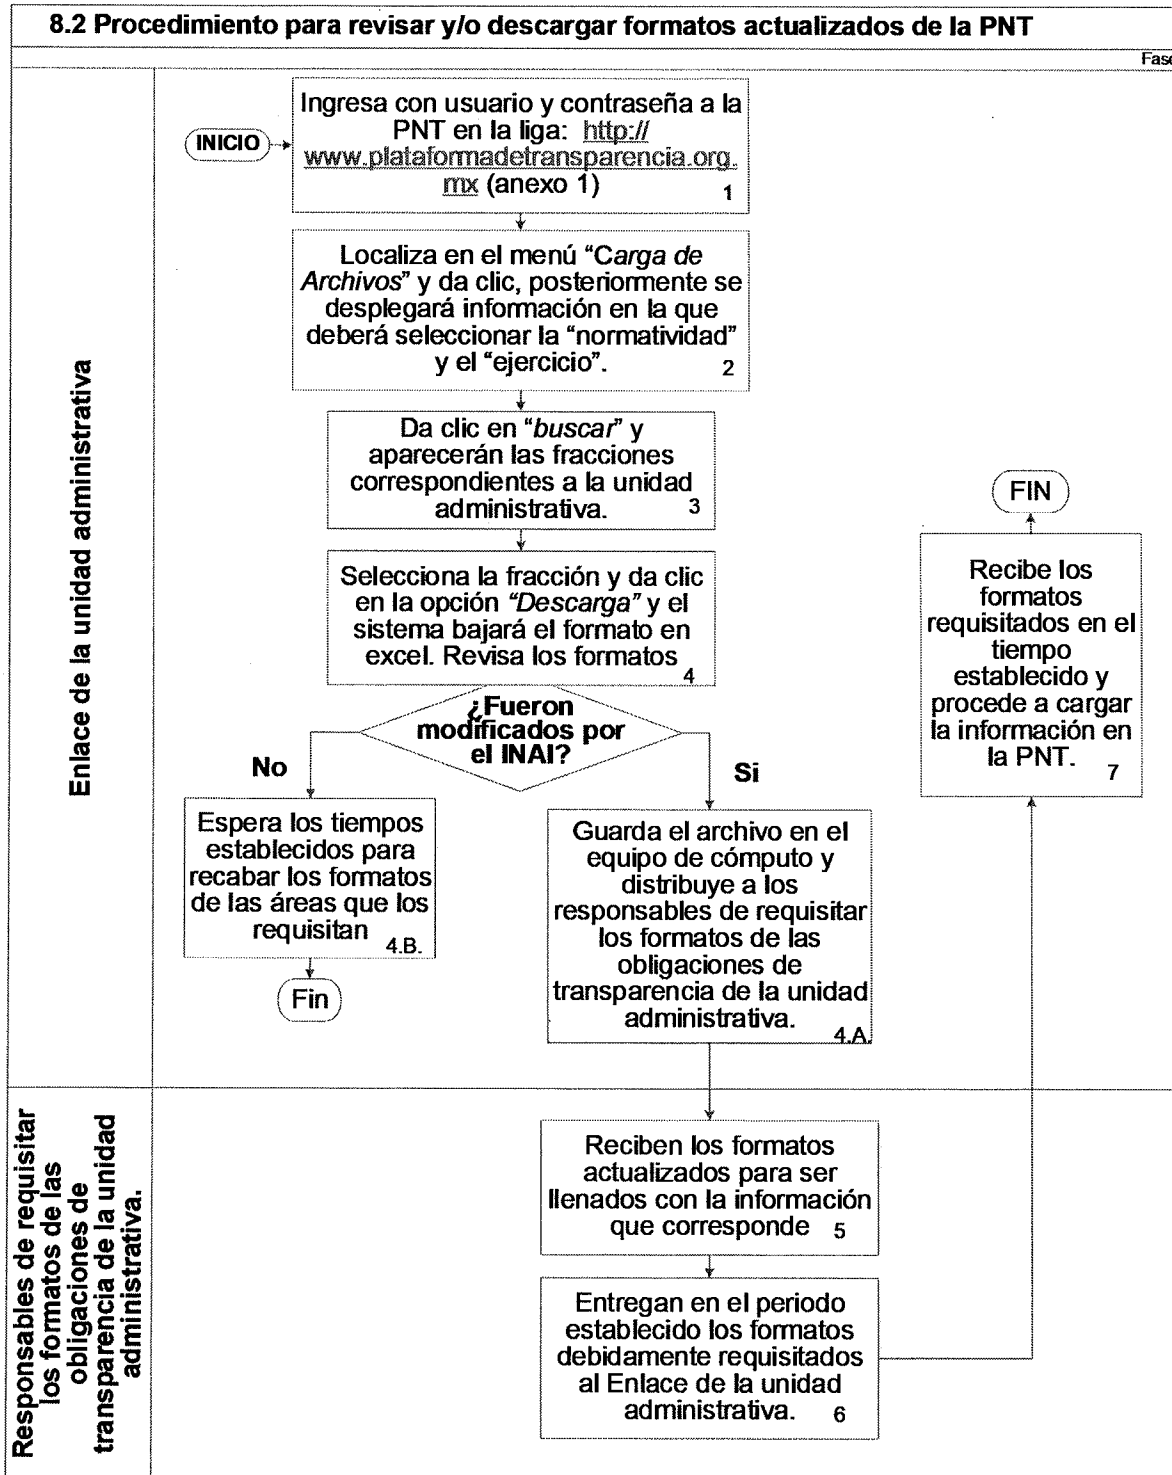 8.2 Procedimiento para revisar y/o descargar formatos actualizados de la PNT
Fase
Enlace de la unidad administrativa
INICIO
Ingresa con usuario y contraseña a la
PNT en la liga: http://
www.plataformadetransparencia.org.
mx (anexo 1)
1
Localiza en el menú “Carga de
Archivos” y da clic, posteriormente se
desplegará información en la que
deberá seleccionar la “normatividad”
y el “ejercicio”.
2
Da clic en “buscar” y
aparecerán las fracciones
correspondientes a la unidad
administrativa.
3
Selecciona la fracción y da clic
en la opción “Descarga” y el
sistema bajará el formato en
excel. Revisa los formatos
4
¿Fueron
modificados por
el INAI?
No
Si
Espera los tiempos
establecidos para
recabar los formatos
de las áreas que los
requisitan
4.B.
Fin
Guarda el archivo en el
equipo de cómputo y
distribuye a los
responsables de requisitar
los formatos de las
obligaciones de
transparencia de la unidad
administrativa.
4.A.
FIN
Recibe los
formatos
requisitados en el
tiempo
establecido y
procede a cargar
la información en
la PNT.
7
Responsables de requisitar
los formatos de las
obligaciones de
transparencia de la unidad
administrativa.
Reciben los formatos
actualizados para ser
llenados con la información
que corresponde
5
Entregan en el periodo
establecido los formatos
debidamente requisitados
al Enlace de la unidad
administrativa.
6